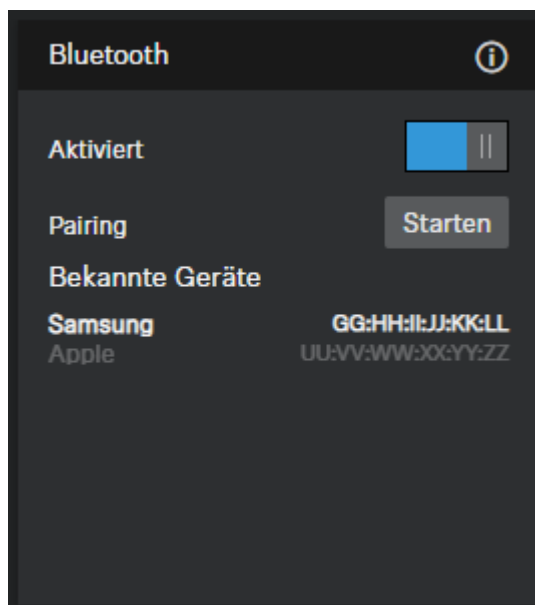 Bluetooth
Aktiviert
Pairing Starten
Bekannte Geräte
Samsung GG:HH:II:JJ:KK:LL
Apple UU:VV:WW:XX:YY:ZZ